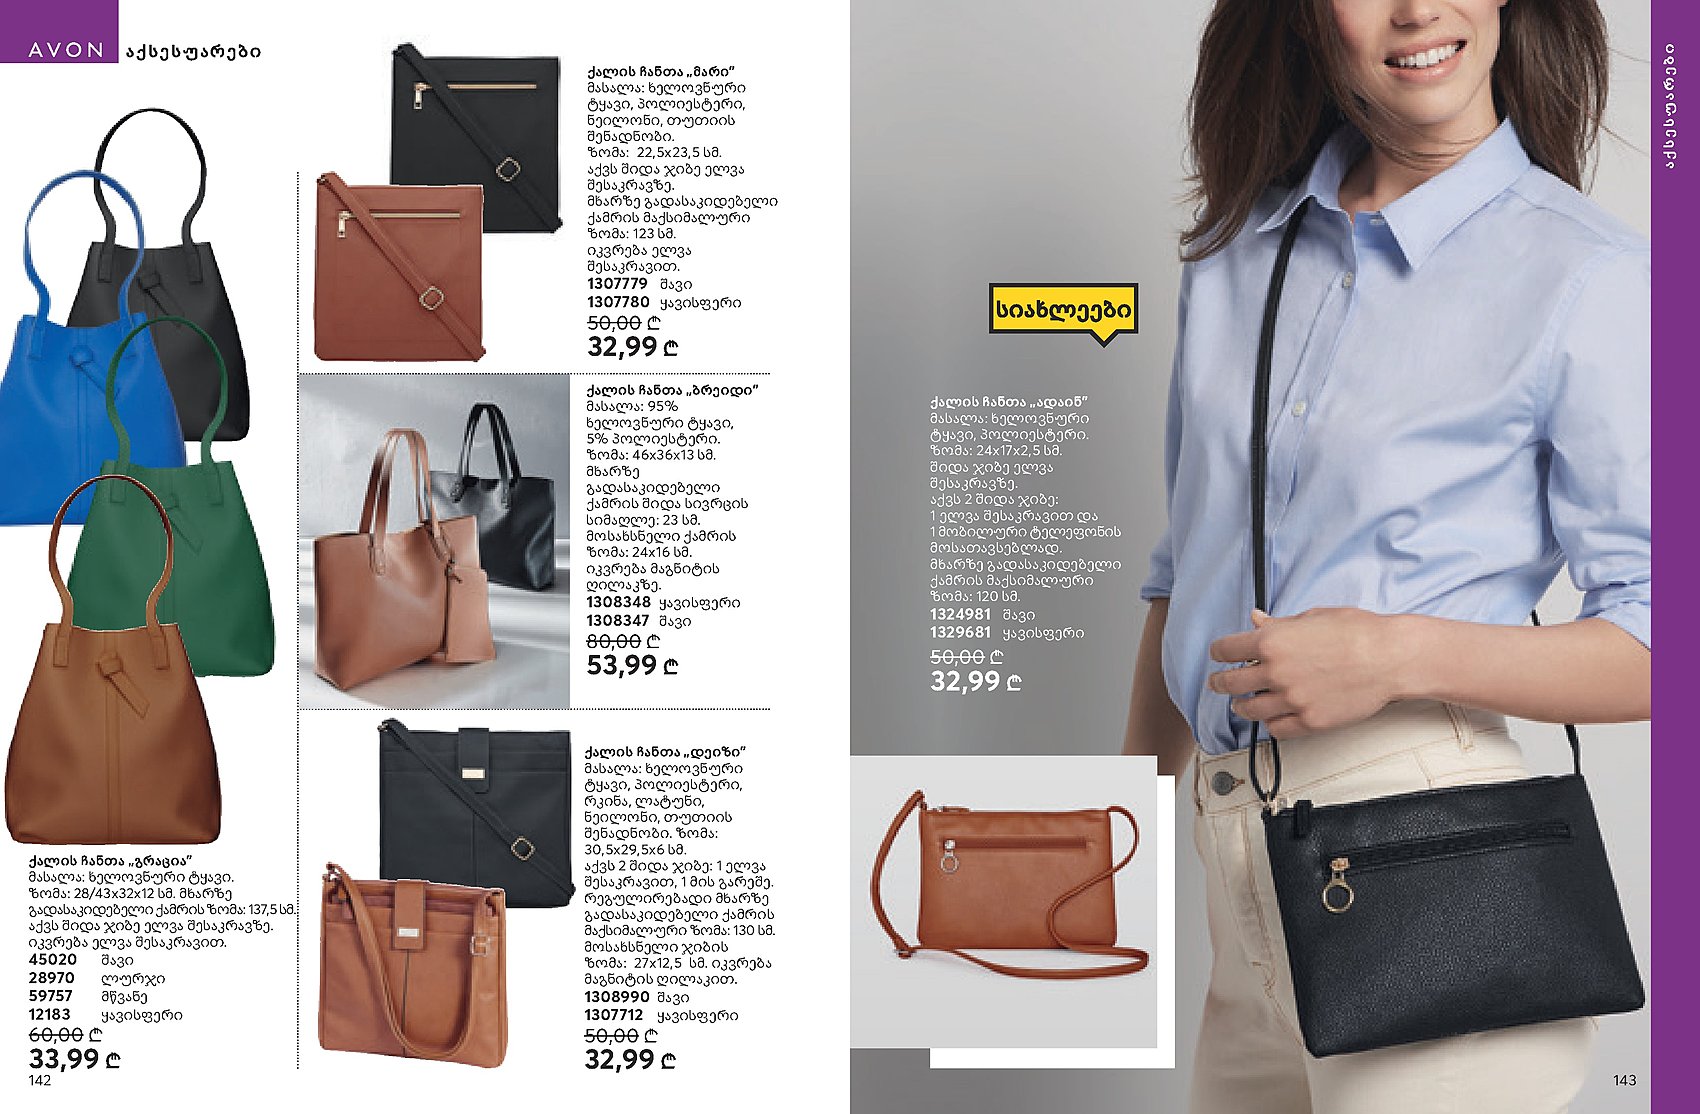 AVON აქსესუარები
ქალის ჩანთა „მარი”
მასალა: ხელოვნური
ტყავი, პოლიესტერი,
ნეილონი, თუთიის
შენადნობი.
ზომა: 22,5x23,5 სმ.
აქვს შიდა ჯიბე ელვა
შესაკრავზე.
მხარზე გადასაკიდებელი
ქამრის მაქსიმალური
ზომა: 123 სმ.
იკვრება ელვა
შესაკრავით.
1307779 შავი
1307780 ყავისფერი
50,00 ₾
32,99 ₾
ქალის ჩანთა „ბრეიდი”
მასალა: 95%
ხელოვნური ტყავი,
5% პოლიესტერი.
ზომა: 46x36x13 სმ.
მხარზე
გადასაკიდებელი
ქამრის შიდა სივრცის
სიმაღლე: 23 სმ.
მოსახსნელი ქამრის
ზომა: 24x16 სმ.
იკვრება მაგნიტის
ღილაკზე.
1308348 ყავისფერი
1308347 შავი
80,00 ₾
53,99 ₾
ქალის ჩანთა „დეიზი”
მასალა: ხელოვნური
ტყავი, პოლიესტერი,
რკინა, ლატუნი,
ნეილონი, თუთიის
შენადნობი. ზომა:
30,5x29,5x6 სმ.
აქვს 2 შიდა ჯიბე: 1 ელვა
შესაკრავით, 1 მის გარეშე.
რეგულირებადი მხარზე
გადასაკიდებელი ქამრის
მაქსიმალური ზომა: 130 სმ.
მოსახსნელი ჯიბის
ზომა: 27x12,5 სმ. იკვრება
მაგნიტის ღილაკით.
1308990 შავი
1307712 ყავისფერი
50,00 ₾
32,99 ₾
ქალის ჩანთა „გრაცია”
მასალა: ხელოვნური ტყავი.
ზომა: 28/43x32x12 სმ. მხარზე
გადასაკიდებელი ქამრის ზომა: 137,5 სმ.
აქვს შიდა ჯიბე ელვა შესაკრავზე.
იკვრება ელვა შესაკრავით.
45020 შავი
28970 ლურჯი
59757 მწვანე
12183 ყავისფერი
60,00 ₾
33,99 ₾
142
სიახლეები
ქალის ჩანთა „ადაინ”
მასალა: ხელოვნური
ტყავი, პოლიესტერი.
ზომა: 24x17x2,5 სმ.
შიდა ჯიბე ელვა
შესაკრავზე.
აქვს 2 შიდა ჯიბე:
1 ელვა შესაკრავით და
1 მობილური ტელეფონის
მოსათავსებლად.
მხარზე გადასაკიდებელი
ქამრის მაქსიმალური
ზომა: 120 სმ.
1324981 შავი
1329681 ყავისფერი
50,00 ₾
32,99 ₾
აქსესუარები
143